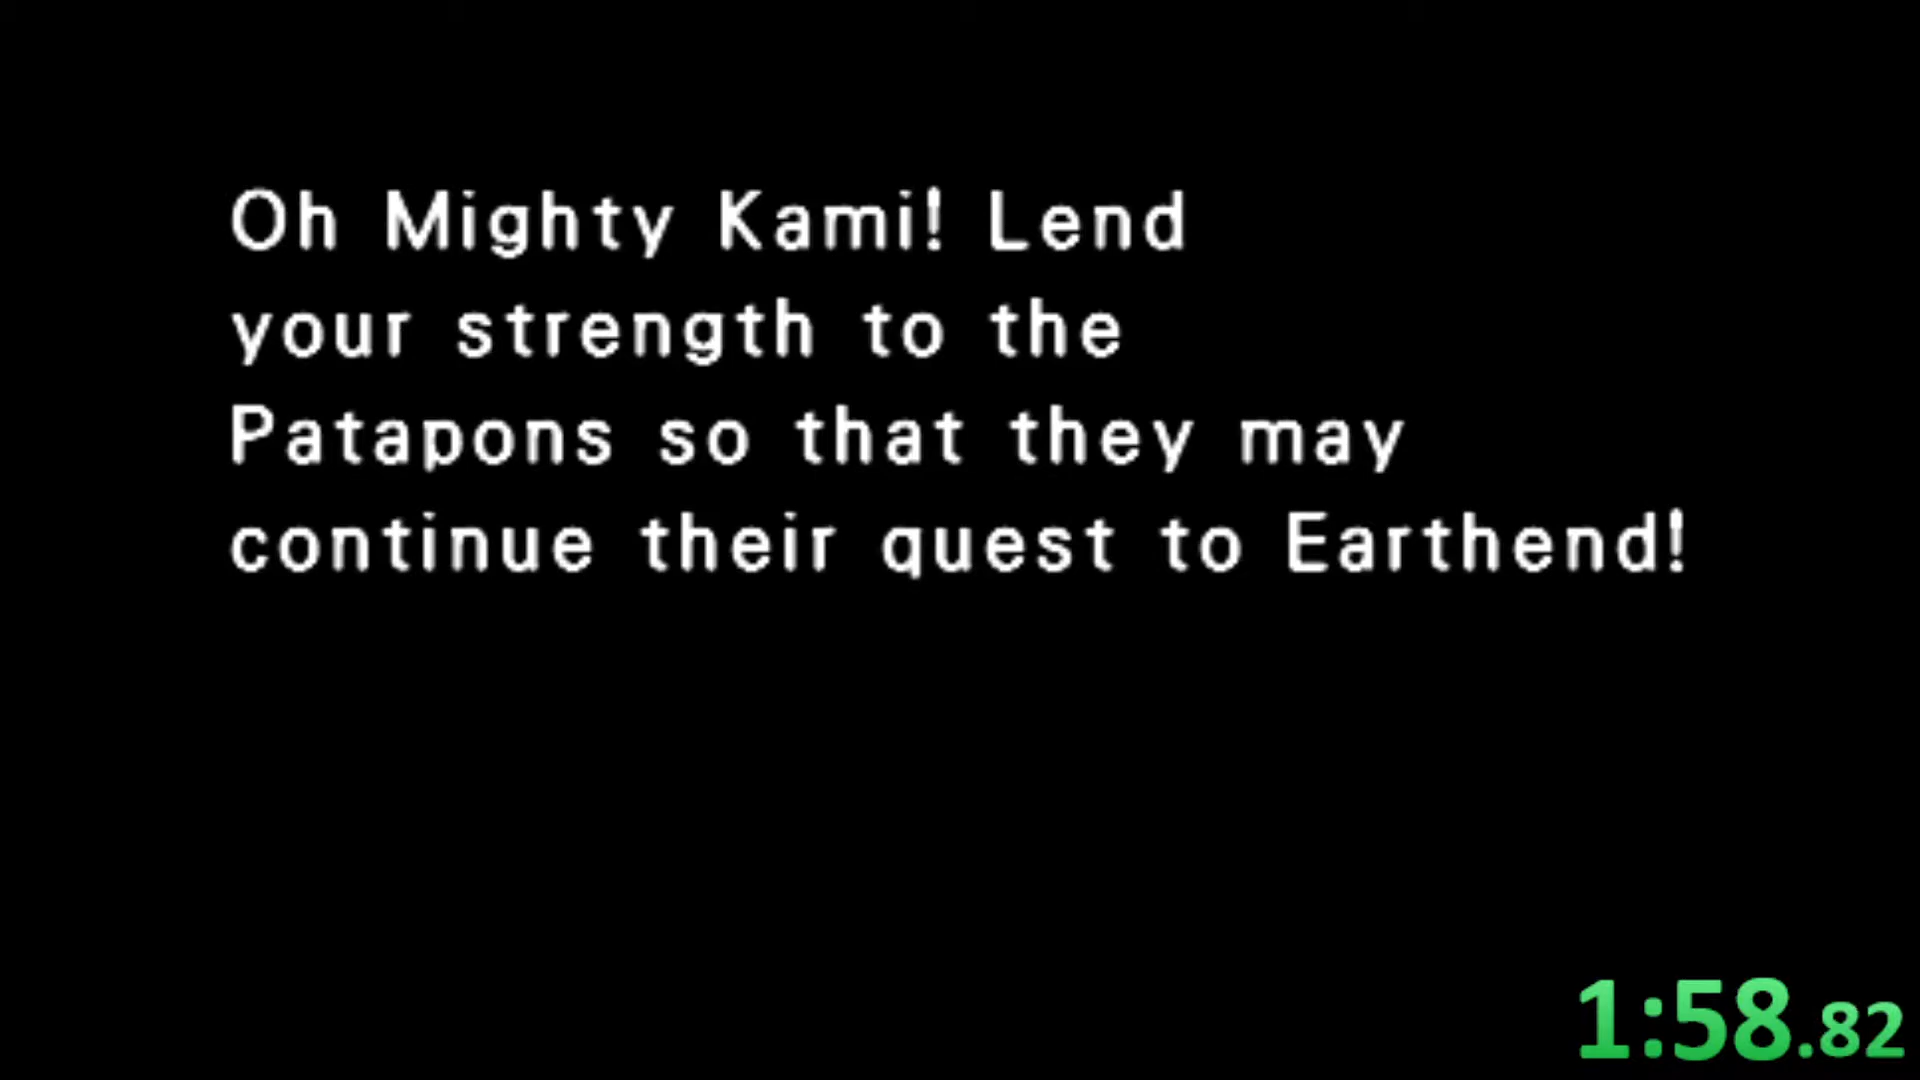 Oh Mighty Kami! Lend
your strength to the
Patapons so that they may
continue their quest to Earthend!
1:58.82